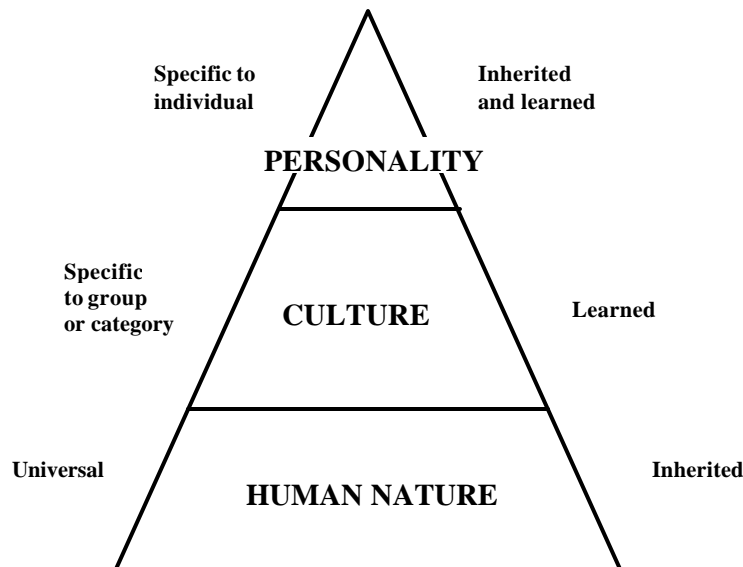 Specific to
individual
Inherited
and learned
PERSONALITY
Specific
to group
or category
CULTURE
Learned
Universal
HUMAN NATURE
Inherited